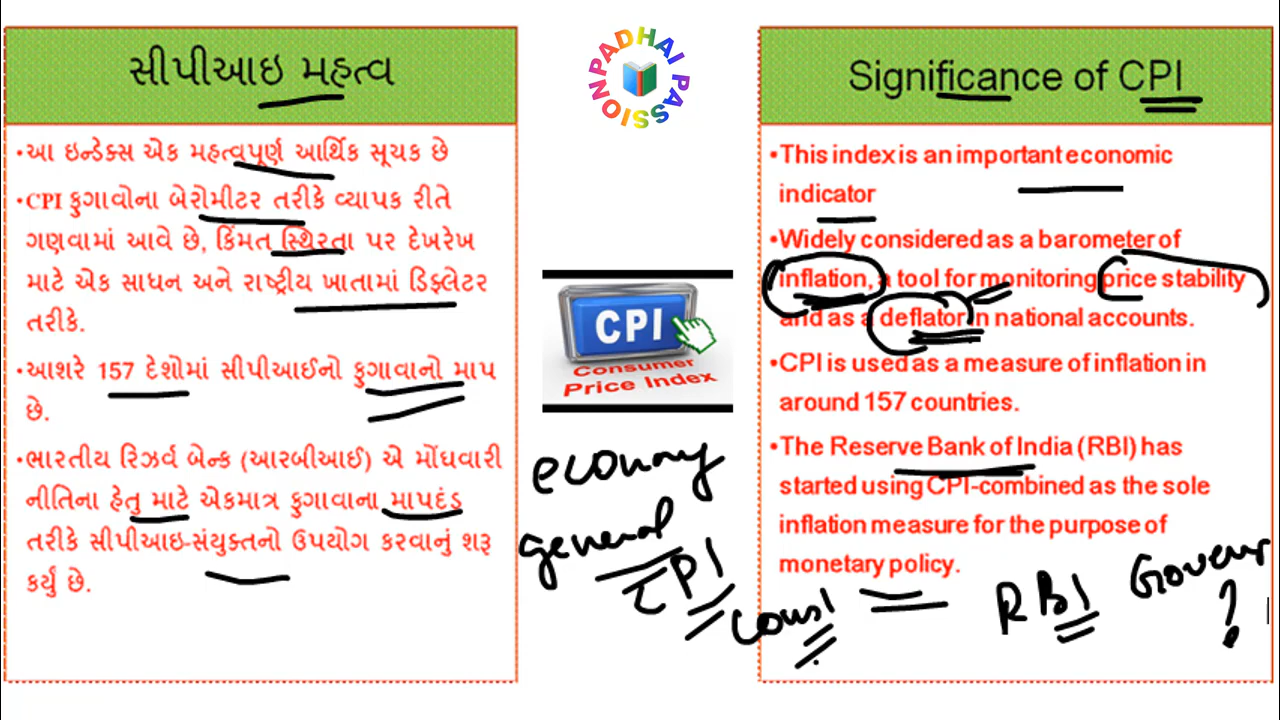 સીપીઆઇ મહત્વ
•આ ઇન્ડેક્સ એક મહત્વપૂર્ણ આર્થિક સૂચક છે
•CPI ફુગાવોના બેરોમીટર તરીકે વ્યાપક રીતે
ગણવામાં આવે છે, કિંમત સ્થિરતા પર દેખરેખ
માટે એક સાધન અને રાષ્ટ્રીય ખાતામાં ડિફ્લેટર
તરીકે.
•આશરે 157 દેશોમાં સીપીઆઈનો ફુગાવાનો માપ
છે.
•ભારતીય રિઝર્વ બેન્ક (આરબીઆઈ) એ મોંઘવારી
નીતિના હેતુ માટે એકમાત્ર ફુગાવાના માપદંડ
તરીકે સીપીઆઇ-સંયુક્તનો ઉપયોગ કરવાનું શરૂ
કર્યું છે.
PADHAI PASSION
CPI
Consumer
Price Index
economy
general
CPI
Significance of CPI
•This index is an important economic
indicator
•Widely considered as a barometer of
inflation, a tool for monitoring price stability
and as a deflator in national accounts.
•CPI is used as a measure of inflation in
around 157 countries.
•The Reserve Bank of India (RBI) has
started using CPI-combined as the sole
inflation measure for the purpose of
monetary policy.
RBI Govern
?